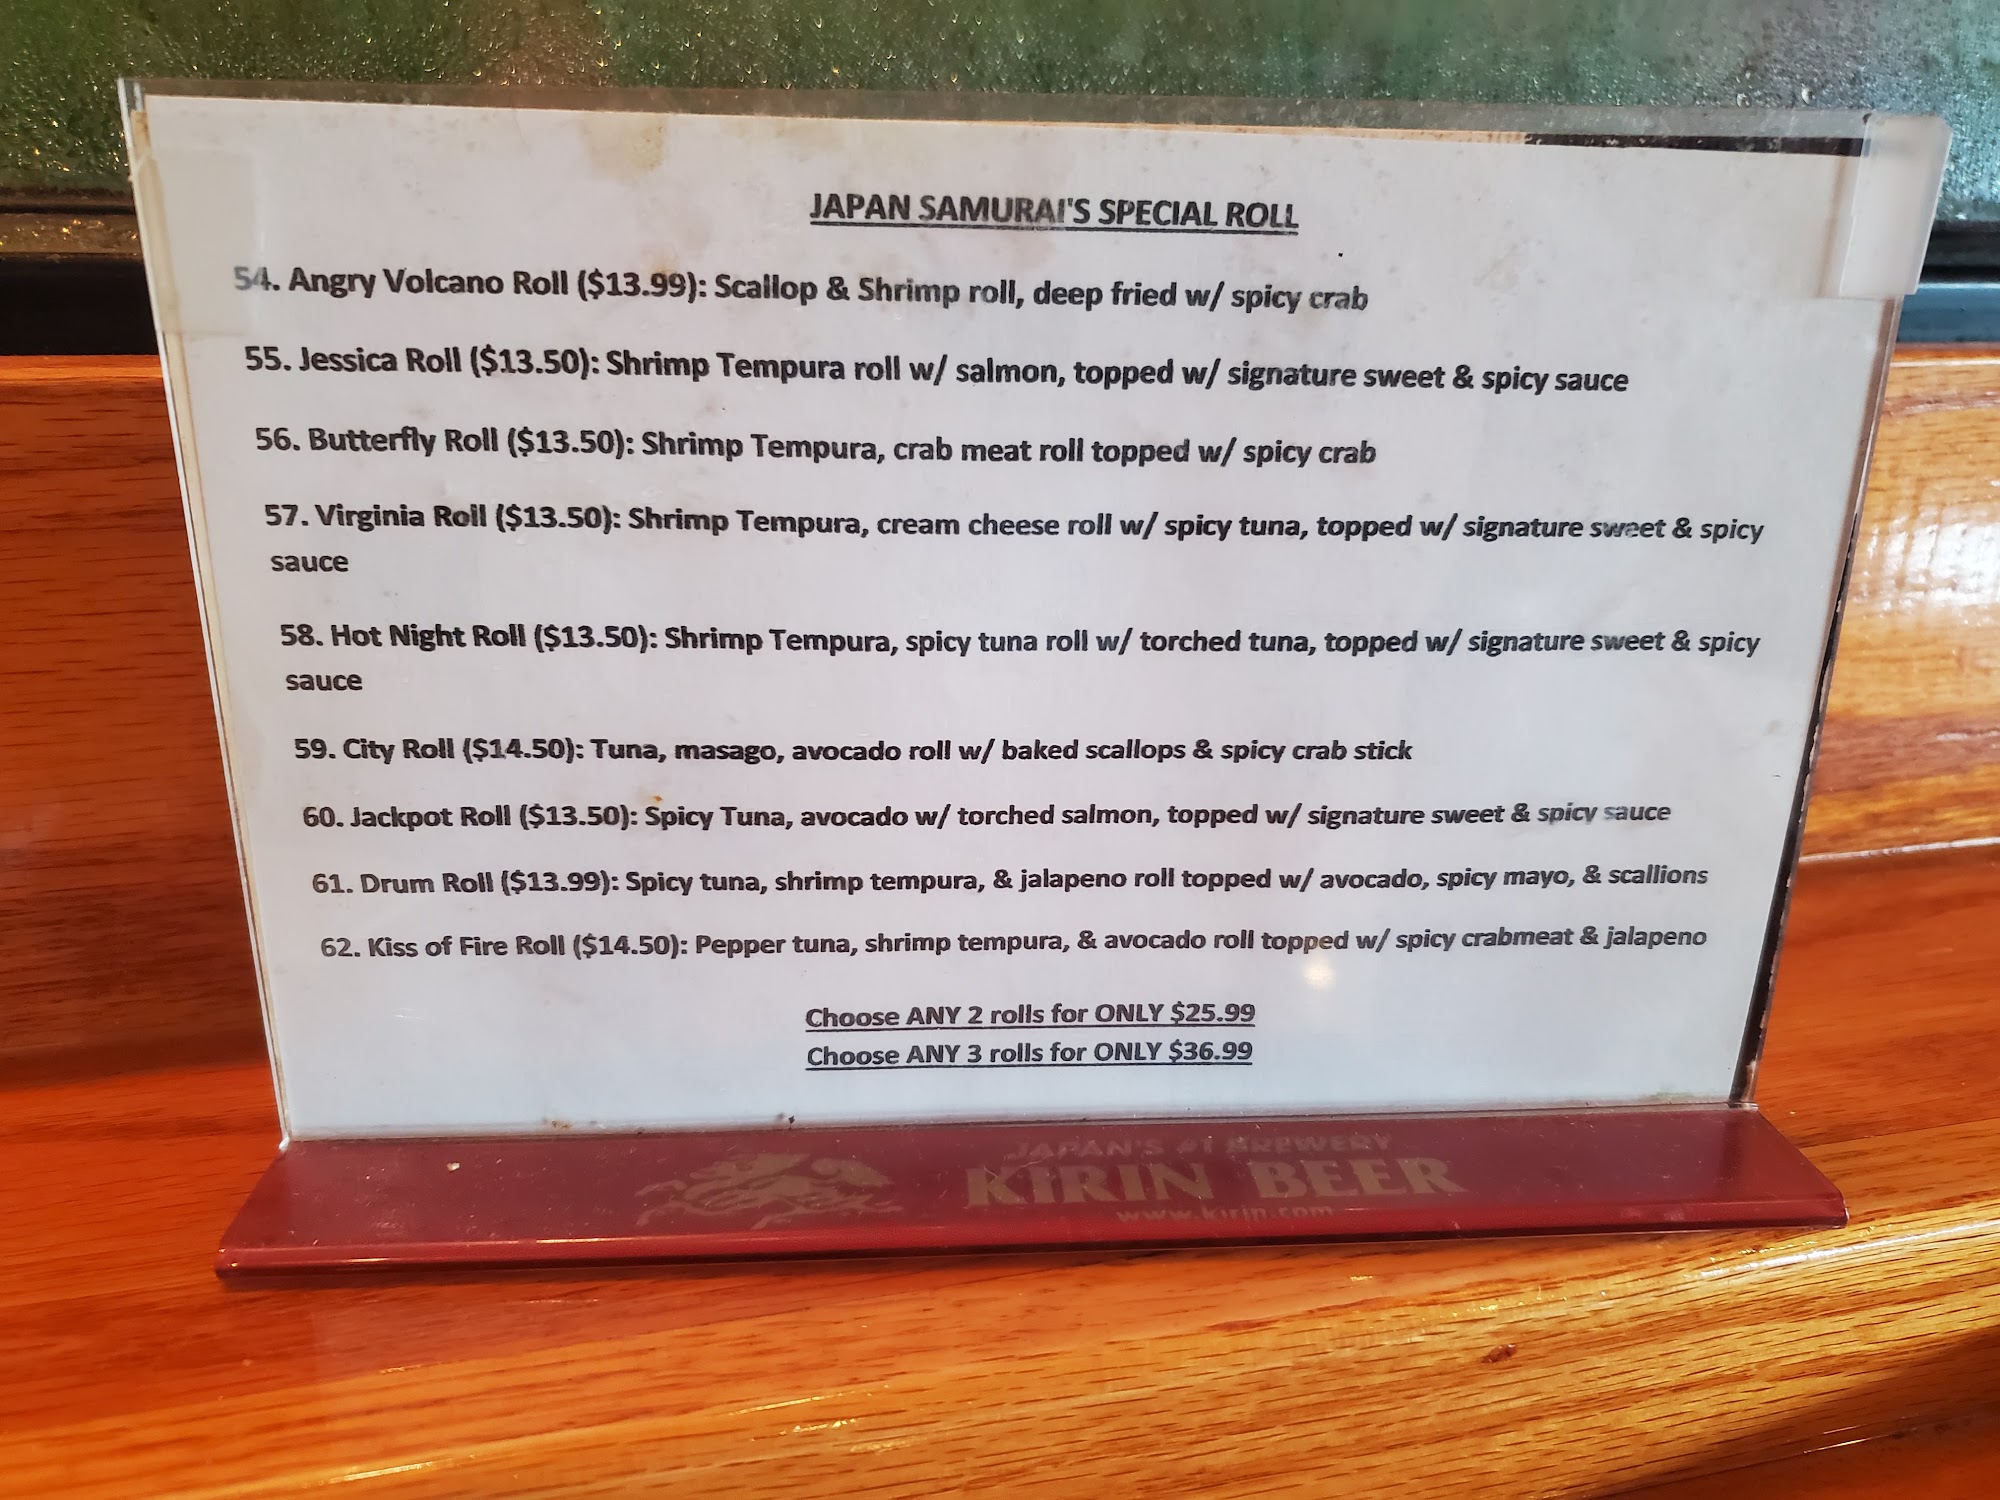 JAPAN SAMURAI'S SPECIAL ROLL
54. Angry Volcano Roll ($13.99): Scallop & Shrimp roll, deep fried w/ spicy crab
55. Jessica Roll ($13.50): Shrimp Tempura roll w/ salmon, topped w/ signature sweet & spicy sauce
56. Butterfly Roll ($13.50): Shrimp Tempura, crab meat roll topped w/ spicy crab
57. Virginia Roll ($13.50): Shrimp Tempura, cream cheese roll w/ spicy tuna, topped w/ signature sweet & spicy
sauce
58. Hot Night Roll ($13.50): Shrimp Tempura, spicy tuna roll w/ torched tuna, topped w/ signature sweet & spicy
sauce
59. City Roll ($14.50): Tuna, masago, avocado roll w/ baked scallops & spicy crab stick
60. Jackpot Roll ($13.50): Spicy Tuna, avocado w/ torched salmon, topped w/ signature sweet & spicy sauce
61. Drum Roll ($13.99): Spicy tuna, shrimp tempura, & jalapeno roll topped w/ avocado, spicy mayo, & scallions
62. Kiss of Fire Roll ($14.50): Pepper tuna, shrimp tempura, & avocado roll topped w/ spicy crabmeat & jalapeno
Choose ANY 2 rolls for ONLY $25.99
Choose ANY 3 rolls for ONLY $36.99
JAPAN'S #1 BREWERY
KIRIN BEER
www.kirin.com